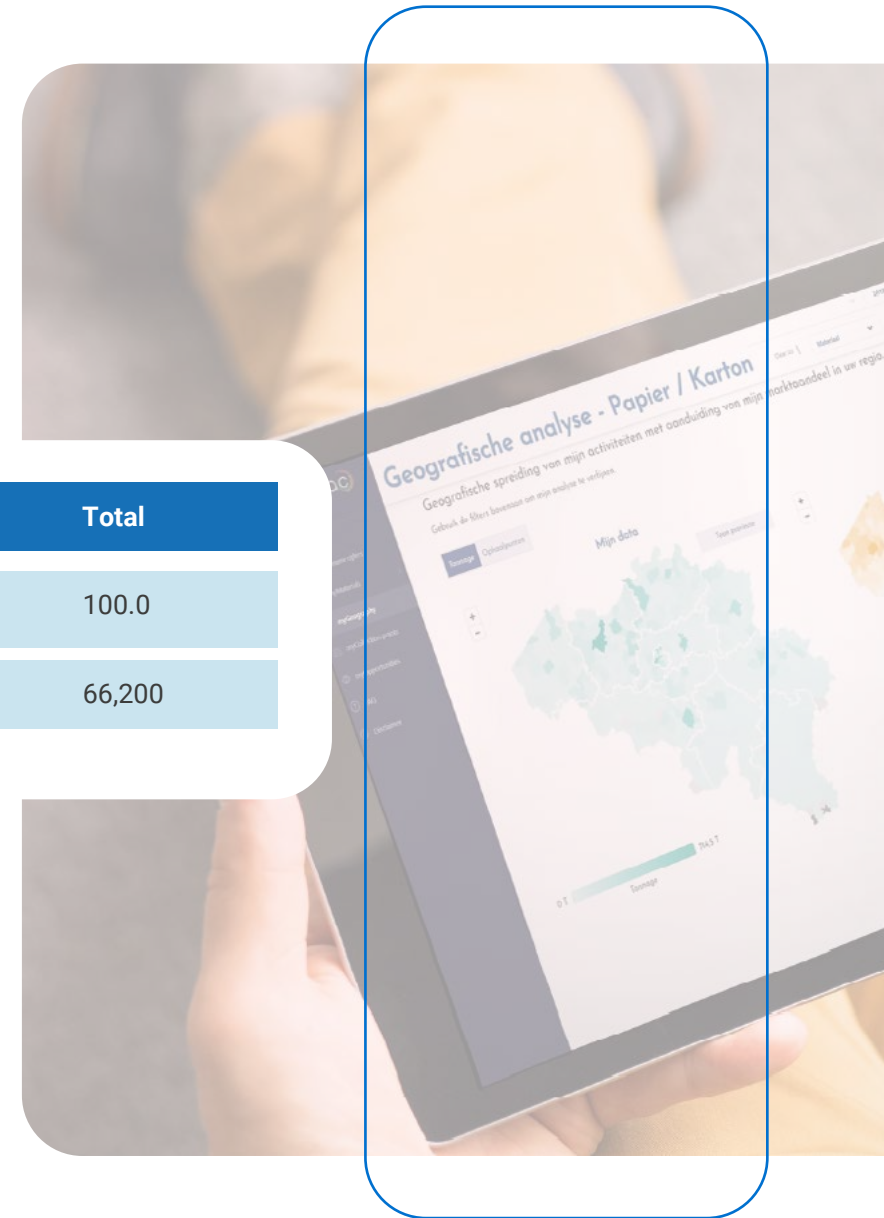 Total
100.0
66,200
Geografische analyse - Papier / Karton
Geografische spreiding van mijn activiteiten met aanduiding van mijn marktaandeel in uw regio.
Gebruik de filters bovenaan om mijn analyse te verfijnen
Materiaal
Tonnage Ophaalpunten
Mijn data
Toon provincie
+
-
+
-
myGeography
Disclaimer
0 T
Tonnage